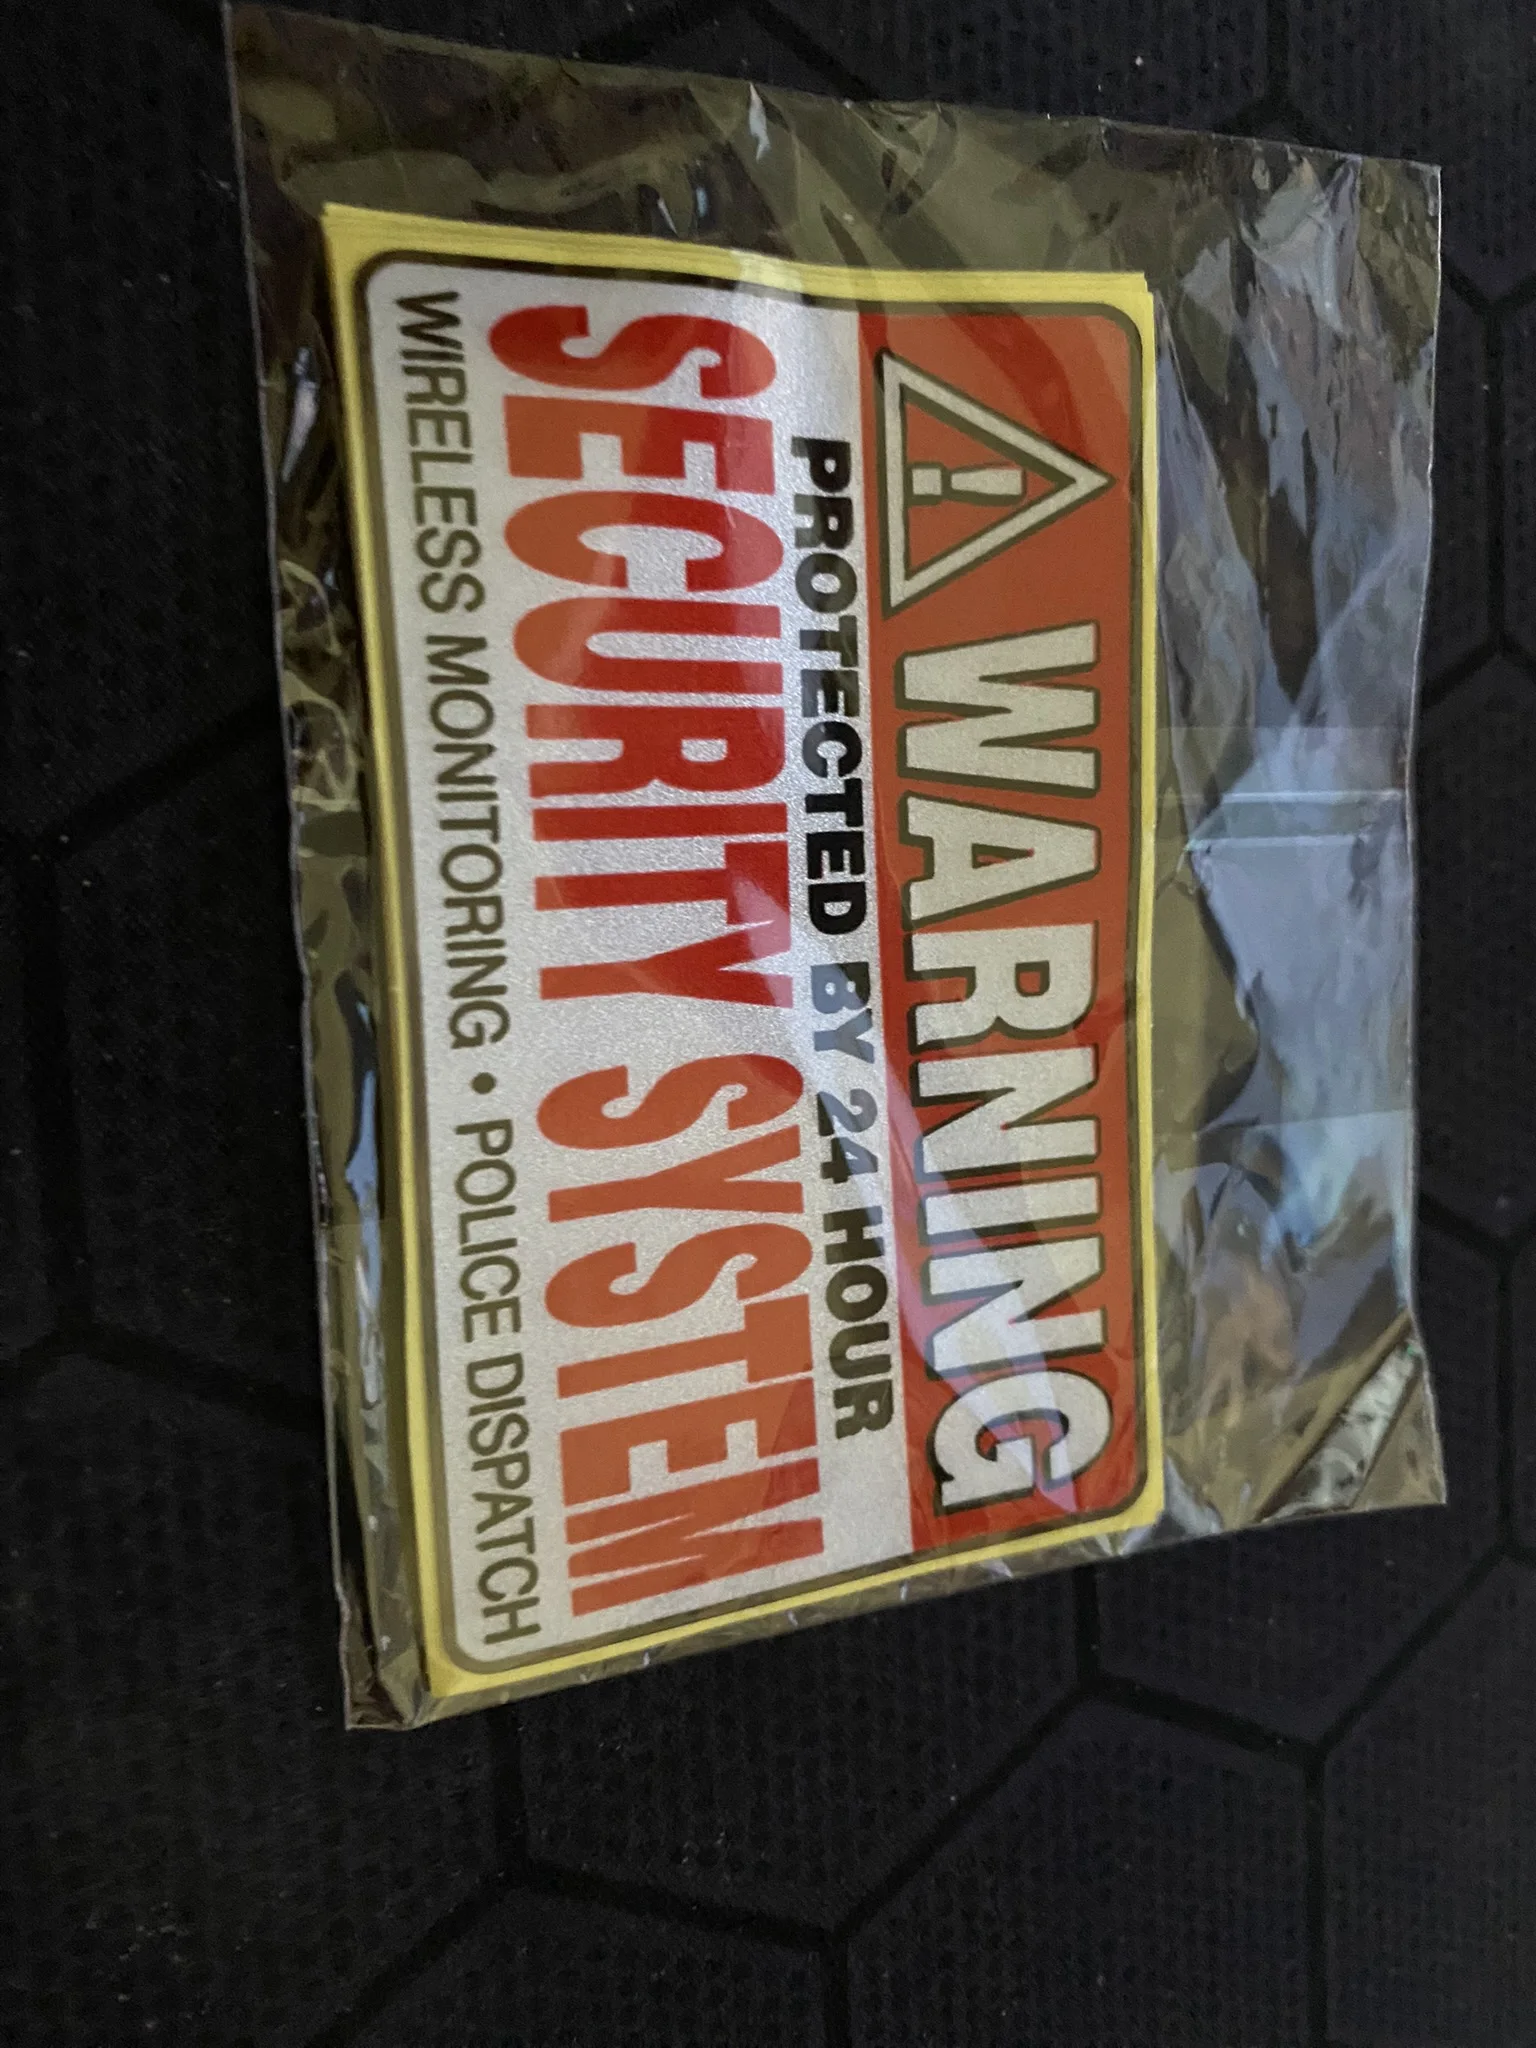 WARNING
PROTECTED BY 24 HOUR
SECURITY SYSTEM
WIRELESS MONITORING • POLICE DISPATCH